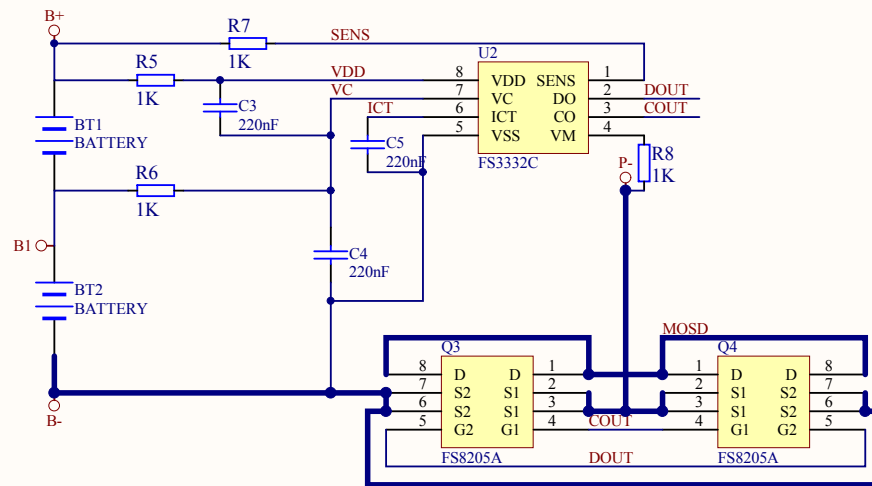 B+
R7
SENS
U2
R5
1K
VDD
8
VDD
SENS
1
1K
VC
7
VC
DO
2
DOUT
C3
ICT
6
ICT
CO
3
COUT
220nF
5
VSS
VM
4
BT1
C5
FS3332C
BATTERY
220nF
P-
R8
R6
1K
1K
B1
C4
220nF
BT2
BATTERY
MOSD
Q3
Q4
8
D
D
1
1
D
D
8
7
S2
S1
2
2
S1
S2
7
6
S2
S1
3
3
S1
S2
6
5
G2
G1
4
COUT
4
G1
G2
5
B-
FS8205A
DOUT
FS8205A